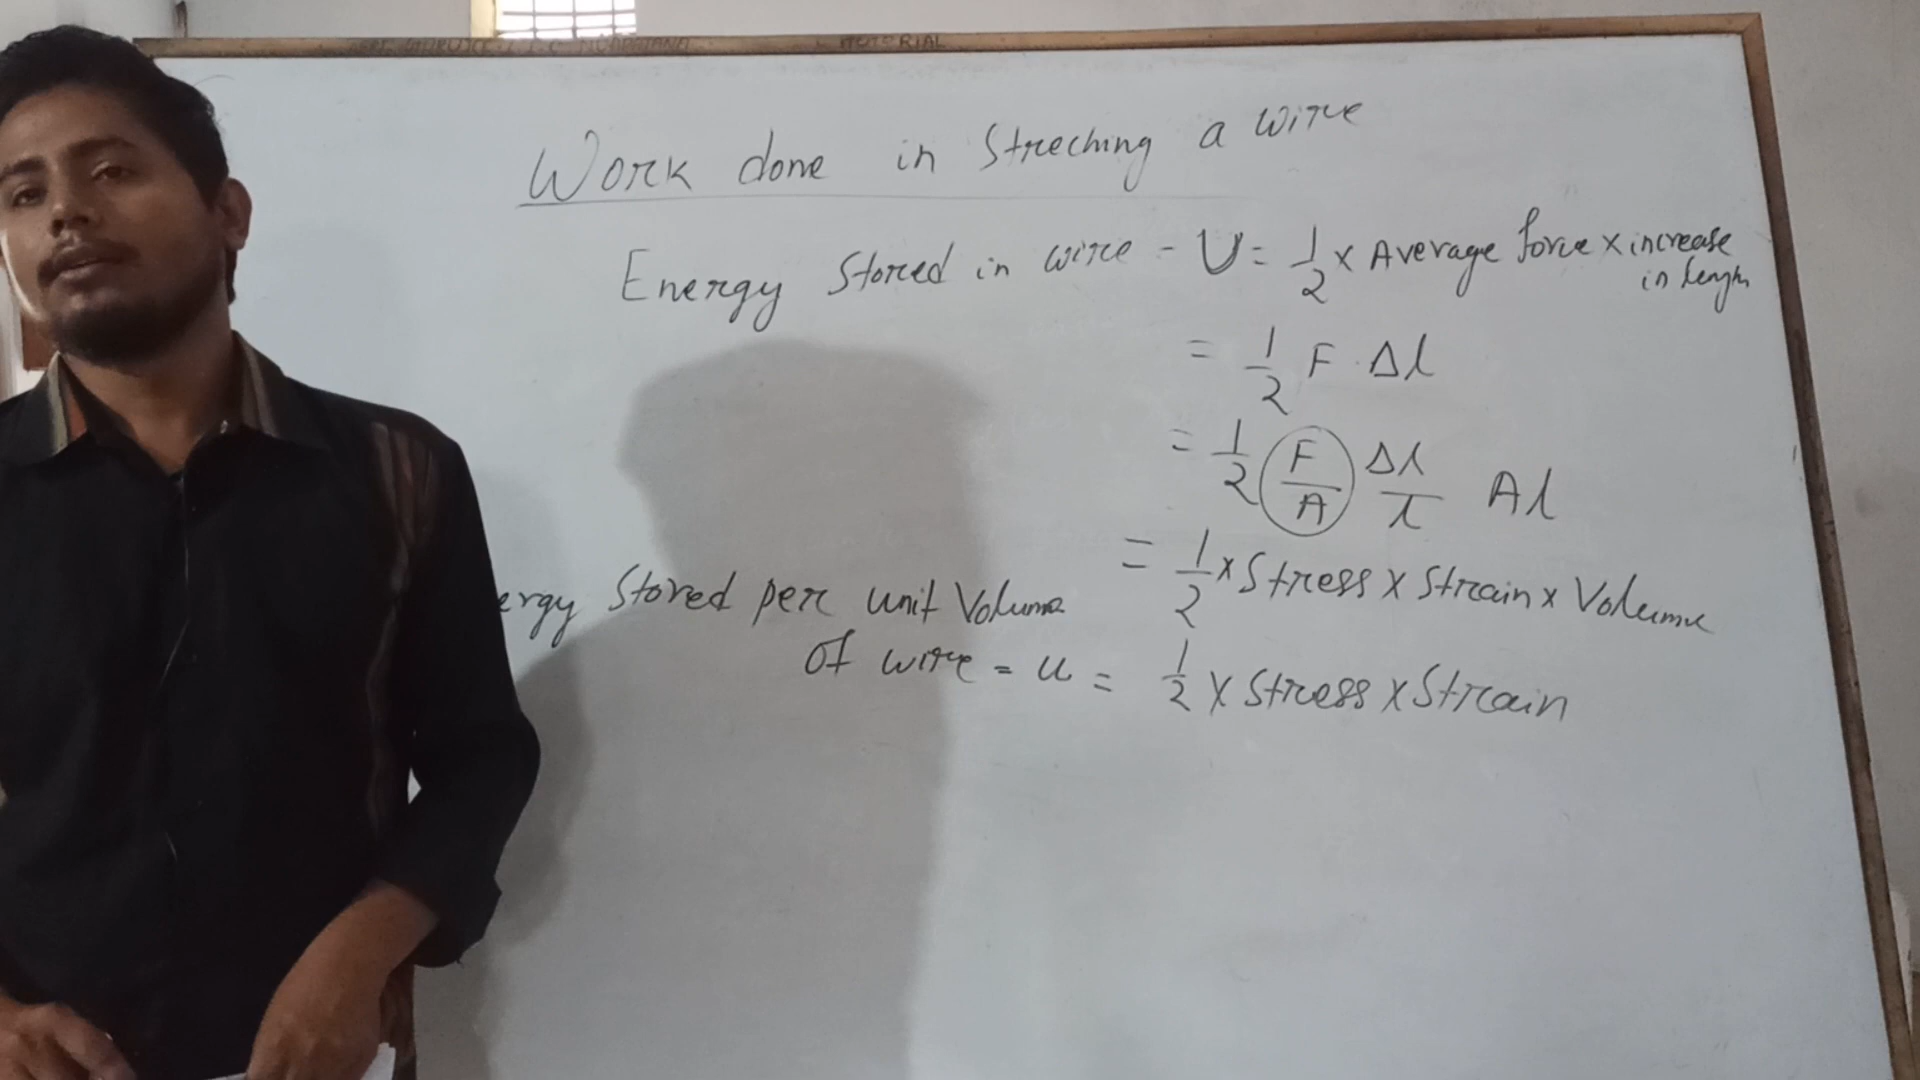 TUTORIAL
Work done in Streching a wire
Energy Stored in wire - U = 1/2 × Average force × increase in length
= 1/2 F . Δl
= 1/2 F/A Δl/l Al
= 1/2 × Stress × Strain × Volume
ergy Stored per unit Volume
of wire = u = 1/2 × Stress × Strain